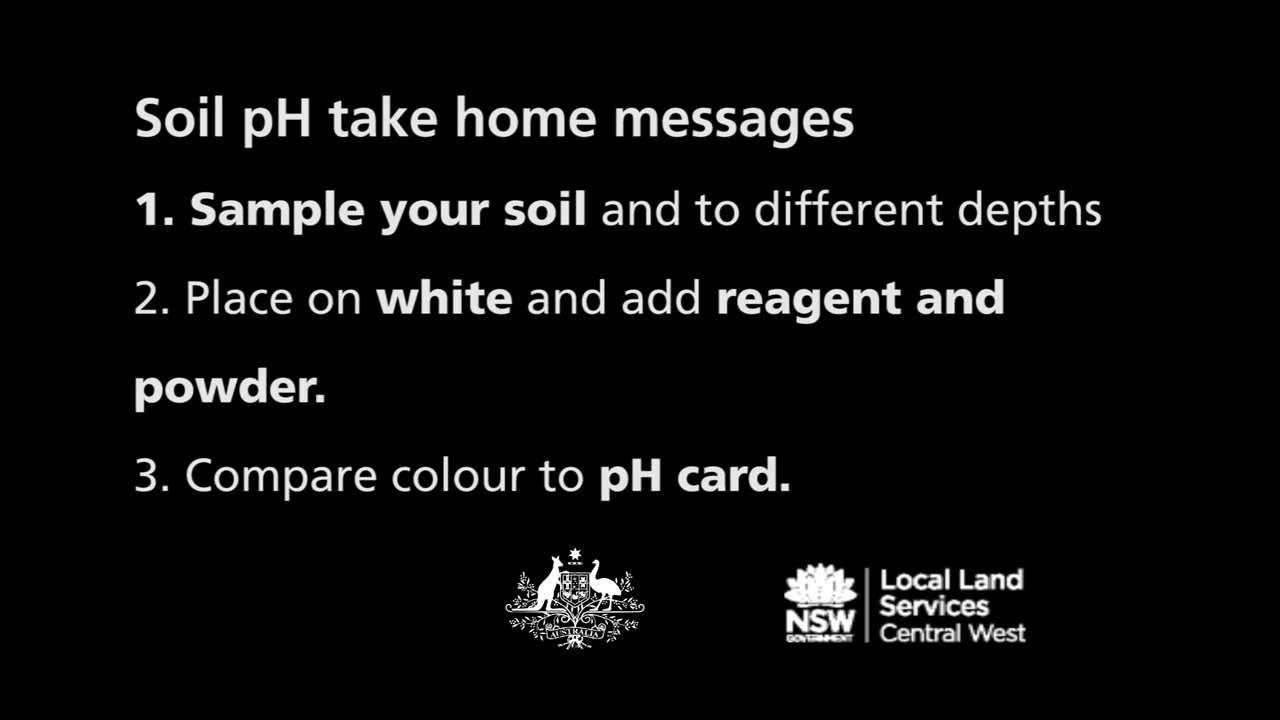 Soil pH take home messages
1. Sample your soil and to different depths
2. Place on white and add reagent and
powder.
3. Compare colour to pH card.
AUSTRALIA
NSW
GOVERNMENT
Local Land
Services
Central West